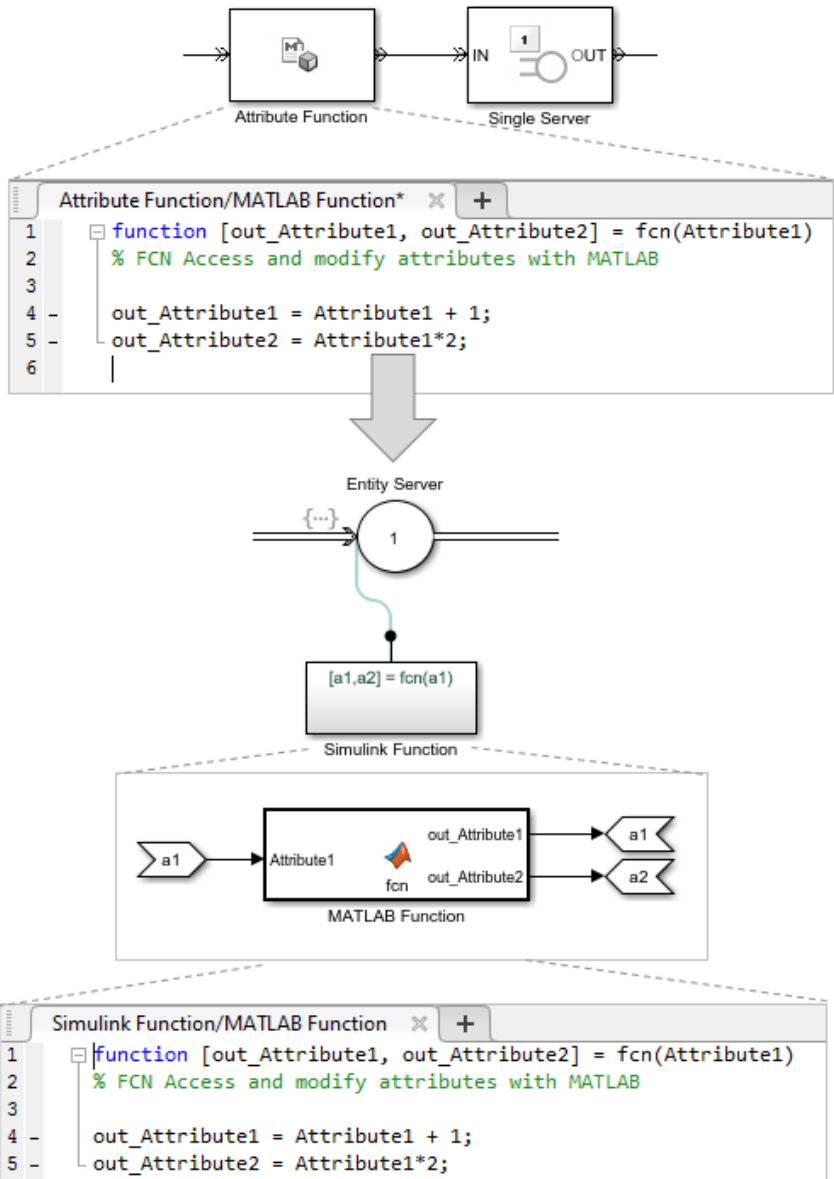 1
IN OUT
Attribute Function Single Server
Attribute Function/MATLAB Function* × +
1 function [out_Attribute1, out_Attribute2] = fcn(Attribute1)
2 % FCN Access and modify attributes with MATLAB
3
4 - out_Attribute1 = Attribute1 + 1;
5 - out_Attribute2 = Attribute1*2;
6
Entity Server
{...}
1
[a1,a2] = fcn(a1)
Simulink Function
out_Attribute1 a1
a1 Attribute1
fcn out_Attribute2 a2
MATLAB Function
Simulink Function/MATLAB Function × +
1 function [out_Attribute1, out_Attribute2] = fcn(Attribute1)
2 % FCN Access and modify attributes with MATLAB
3
4 - out_Attribute1 = Attribute1 + 1;
5 - out_Attribute2 = Attribute1*2;